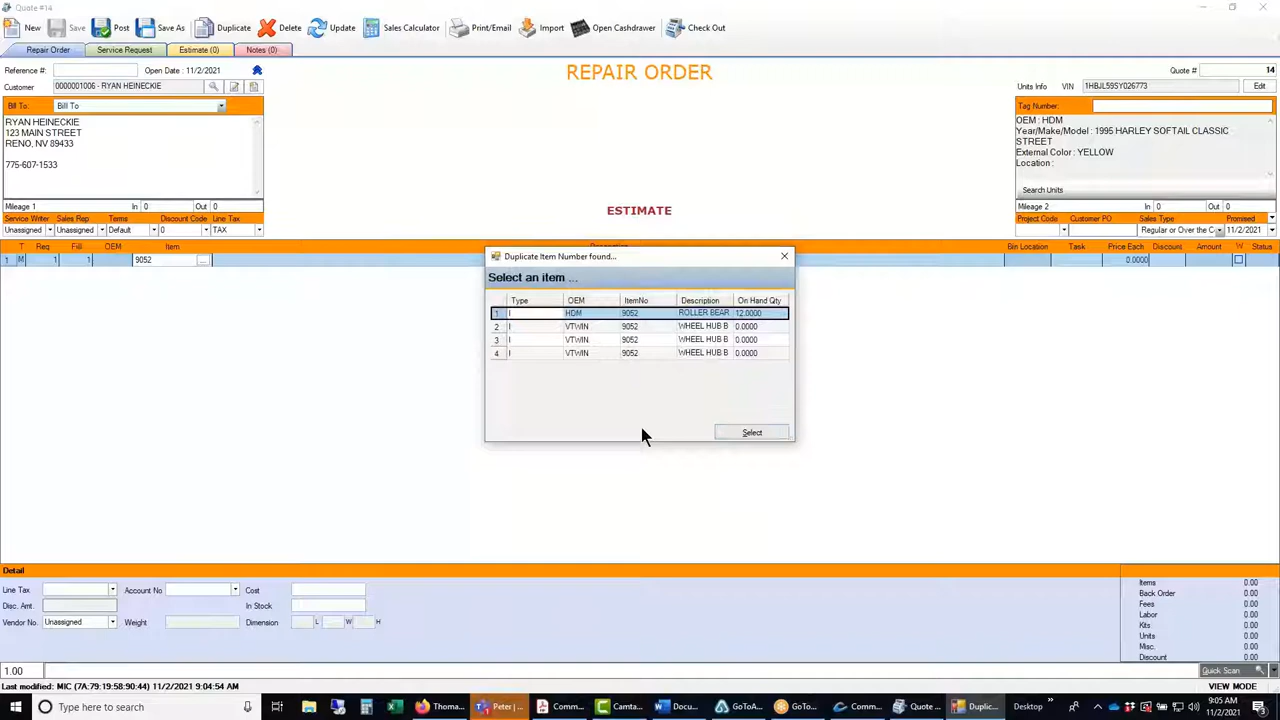 Quote #14
New Save Post Save As Duplicate Delete Update Sales Calculator Print/Email Import Open Cashdrawer Check Out
Repair Order Service Request Estimate (0) Notes (0)
Reference #: Open Date : 11/2/2021
REPAIR ORDER
Quote # 14
Customer 0000001006 - RYAN HEINECKIE
Units Info VIN 1HBJL59SY026773 Edit
Bill To: Bill To
Tag Number:
RYAN HEINECKIE
123 MAIN STREET
RENO, NV 89433
775-607-1533
OEM : HDM
Year/Make/Model : 1995 HARLEY SOFTAIL CLASSIC
STREET
External Color : YELLOW
Location :
Search Units
Mileage 1 In 0 Out 0
ESTIMATE
Mileage 2 In 0 Out 0
Service Writer Sales Rep Terms Discount Code Line Tax
Project Code Customer PO Sales Type Promised
Unassigned Unassigned Default 0 TAX
Regular or Over the C 11/2/2021
T Req Fill OEM Item Bin Location Task Price Each Discount Amount W Status
1 M 1 1 9052 ... 0.0000
Duplicate Item Number found...
Select an item ...
Type OEM ItemNo Description On Hand Qty
1 I HDM 9052 ROLLER BEAR 12.0000
2 I VTWIN 9052 WHEEL HUB B 0.0000
3 I VTWIN 9052 WHEEL HUB B 0.0000
4 I VTWIN 9052 WHEEL HUB B 0.0000
Select
Detail
Line Tax Account No Cost
Disc. Amt. In Stock
Vendor No. Unassigned Weight Dimension L W H
Items 0.00
Back Order 0.00
Fees 0.00
Labor 0.00
Kits 0.00
Units 0.00
Misc. 0.00
Discount 0.00
1.00 Quick Scan
Last modified: MIC (7A:79:19:58:90:44) 11/2/2021 9:04:54 AM VIEW MODE
Type here to search Thoma... Peter | ... Comm... Camta... Docu... GoToA... GoTo... Comm... Quote ... Duplic... Desktop
9:05 AM
11/2/2021